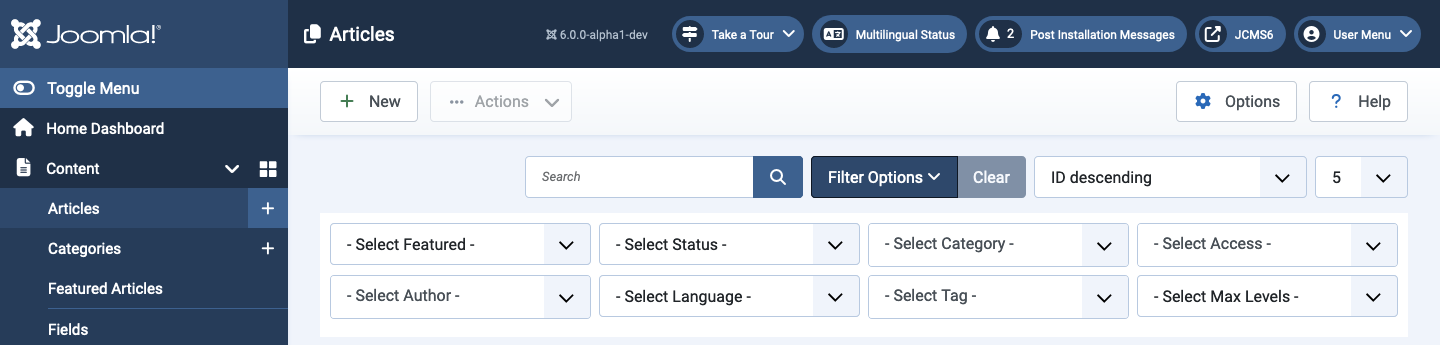 Joomla!®
Articles
6.0.0-alpha1-dev
Take a Tour
Multilingual Status
2 Post Installation Messages
JCMS6
User Menu
Toggle Menu
Home Dashboard
Content
Articles
Categories
Featured Articles
Fields
New
Actions
Options
? Help
Search
Filter Options
Clear
ID descending
5
- Select Featured -
- Select Status -
- Select Category -
- Select Access -
- Select Author -
- Select Language -
- Select Tag -
- Select Max Levels -